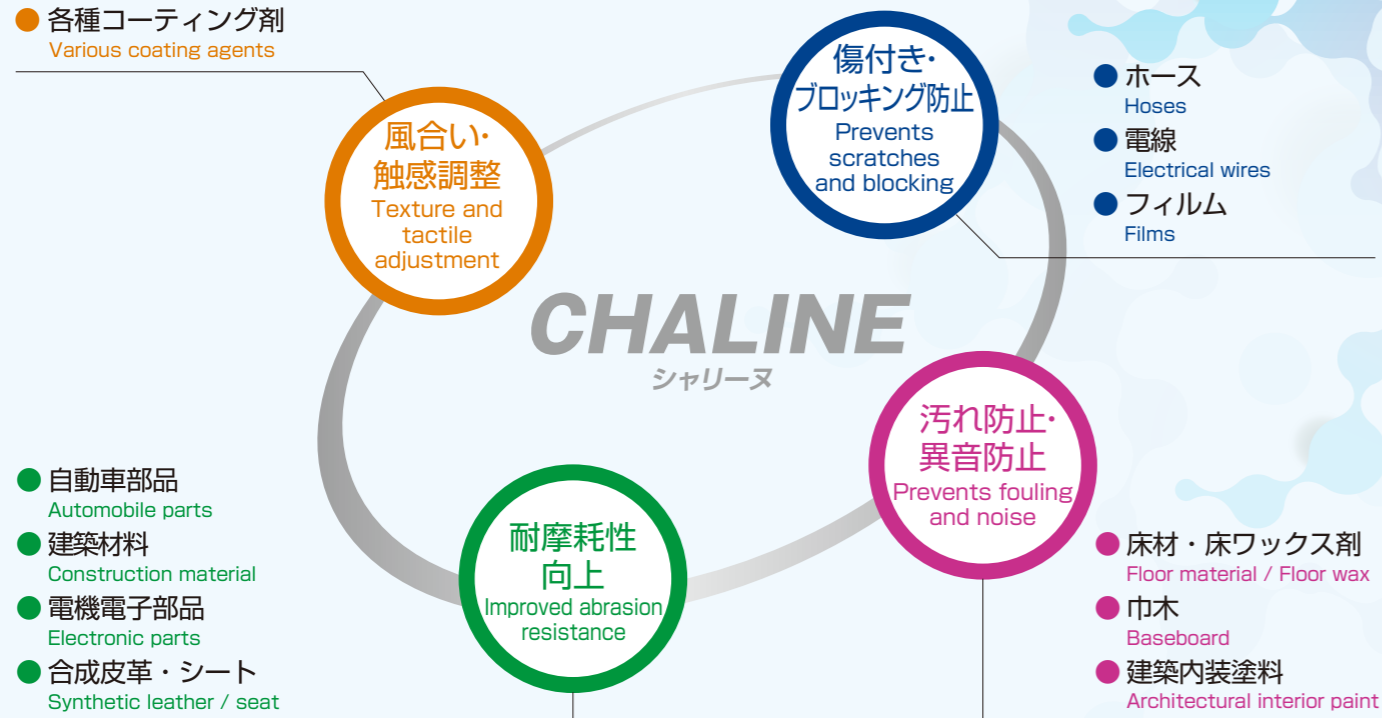 各種コーティング剤
Various coating agents
風合い・
触感調整
Texture and
tactile
adjustment
傷付き・
ブロッキング防止
Prevents
scratches
and blocking
ホース
Hoses
電線
Electrical wires
フィルム
Films
CHALINE
シャリーヌ
汚れ防止・
異音防止
Prevents fouling
and noise
耐摩耗性
向上
Improved abrasion
resistance
自動車部品
Automobile parts
建築材料
Construction material
電機電子部品
Electronic parts
合成皮革・シート
Synthetic leather / seat
床材・床ワックス剤
Floor material / Floor wax
巾木
Baseboard
建築内装塗料
Architectural interior paint